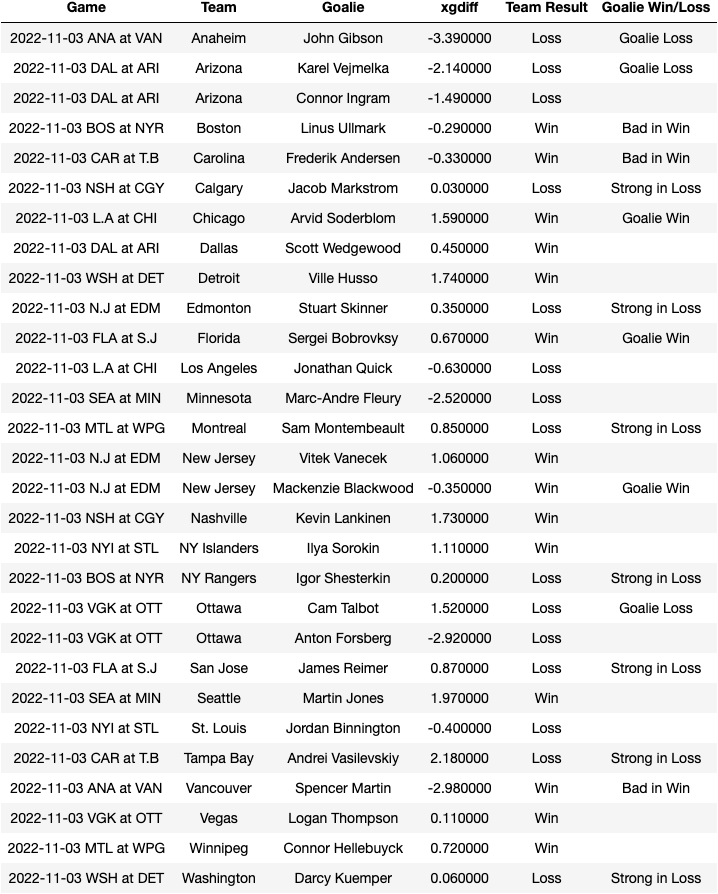 Game Team Goalie xgdiff Team Result Goalie Win/Loss
2022-11-03 ANA at VAN Anaheim John Gibson -3.390000 Loss Goalie Loss
2022-11-03 DAL at ARI Arizona Karel Vejmelka -2.140000 Loss Goalie Loss
2022-11-03 DAL at ARI Arizona Connor Ingram -1.490000 Loss
2022-11-03 BOS at NYR Boston Linus Ullmark -0.290000 Win Bad in Win
2022-11-03 CAR at T.B Carolina Frederik Andersen -0.330000 Win Bad in Win
2022-11-03 NSH at CGY Calgary Jacob Markstrom 0.030000 Loss Strong in Loss
2022-11-03 L.A at CHI Chicago Arvid Soderblom 1.590000 Win Goalie Win
2022-11-03 DAL at ARI Dallas Scott Wedgewood 0.450000 Win
2022-11-03 WSH at DET Detroit Ville Husso 1.740000 Win
2022-11-03 N.J at EDM Edmonton Stuart Skinner 0.350000 Loss Strong in Loss
2022-11-03 FLA at S.J Florida Sergei Bobrovksy 0.670000 Win Goalie Win
2022-11-03 L.A at CHI Los Angeles Jonathan Quick -0.630000 Loss
2022-11-03 SEA at MIN Minnesota Marc-Andre Fleury -2.520000 Loss
2022-11-03 MTL at WPG Montreal Sam Montembeault 0.850000 Loss Strong in Loss
2022-11-03 N.J at EDM New Jersey Vitek Vanecek 1.060000 Win
2022-11-03 N.J at EDM New Jersey Mackenzie Blackwood -0.350000 Win Goalie Win
2022-11-03 NSH at CGY Nashville Kevin Lankinen 1.730000 Win
2022-11-03 NYI at STL NY Islanders Ilya Sorokin 1.110000 Win
2022-11-03 BOS at NYR NY Rangers Igor Shesterkin 0.200000 Loss Strong in Loss
2022-11-03 VGK at OTT Ottawa Cam Talbot 1.520000 Loss Goalie Loss
2022-11-03 VGK at OTT Ottawa Anton Forsberg -2.920000 Loss
2022-11-03 FLA at S.J San Jose James Reimer 0.870000 Loss Strong in Loss
2022-11-03 SEA at MIN Seattle Martin Jones 1.970000 Win
2022-11-03 NYI at STL St. Louis Jordan Binnington -0.400000 Loss
2022-11-03 CAR at T.B Tampa Bay Andrei Vasilevskiy 2.180000 Loss Strong in Loss
2022-11-03 ANA at VAN Vancouver Spencer Martin -2.980000 Win Bad in Win
2022-11-03 VGK at OTT Vegas Logan Thompson 0.110000 Win
2022-11-03 MTL at WPG Winnipeg Connor Hellebuyck 0.720000 Win
2022-11-03 WSH at DET Washington Darcy Kuemper 0.060000 Loss Strong in Loss